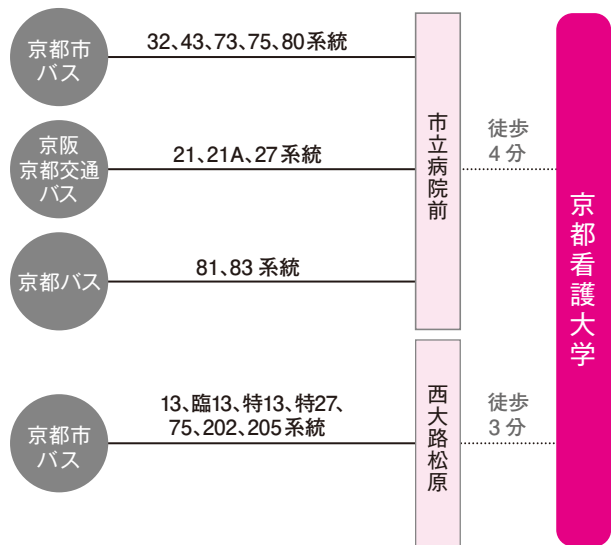 京都市
バス
32、43、73、75、80系統
京阪
京都交通
バス
21、21A、27 系統
京都バス
81、83 系統
市立病院前
徒歩
4 分
京都市
バス
13、臨13、特13、特27、
75、202、205系統
西大路松原
徒歩
3 分
京都看護大学